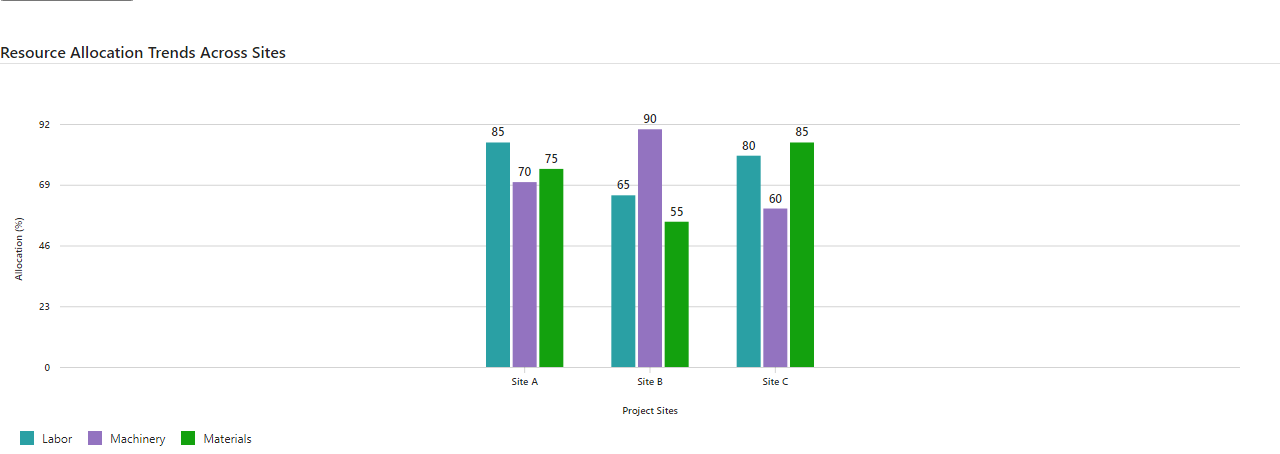 Resource Allocation Trends Across Sites
92
69
46
23
0
Allocation (%)
85
70
75
65
90
55
80
60
85
Site A
Site B
Site C
Project Sites
Labor
Machinery
Materials